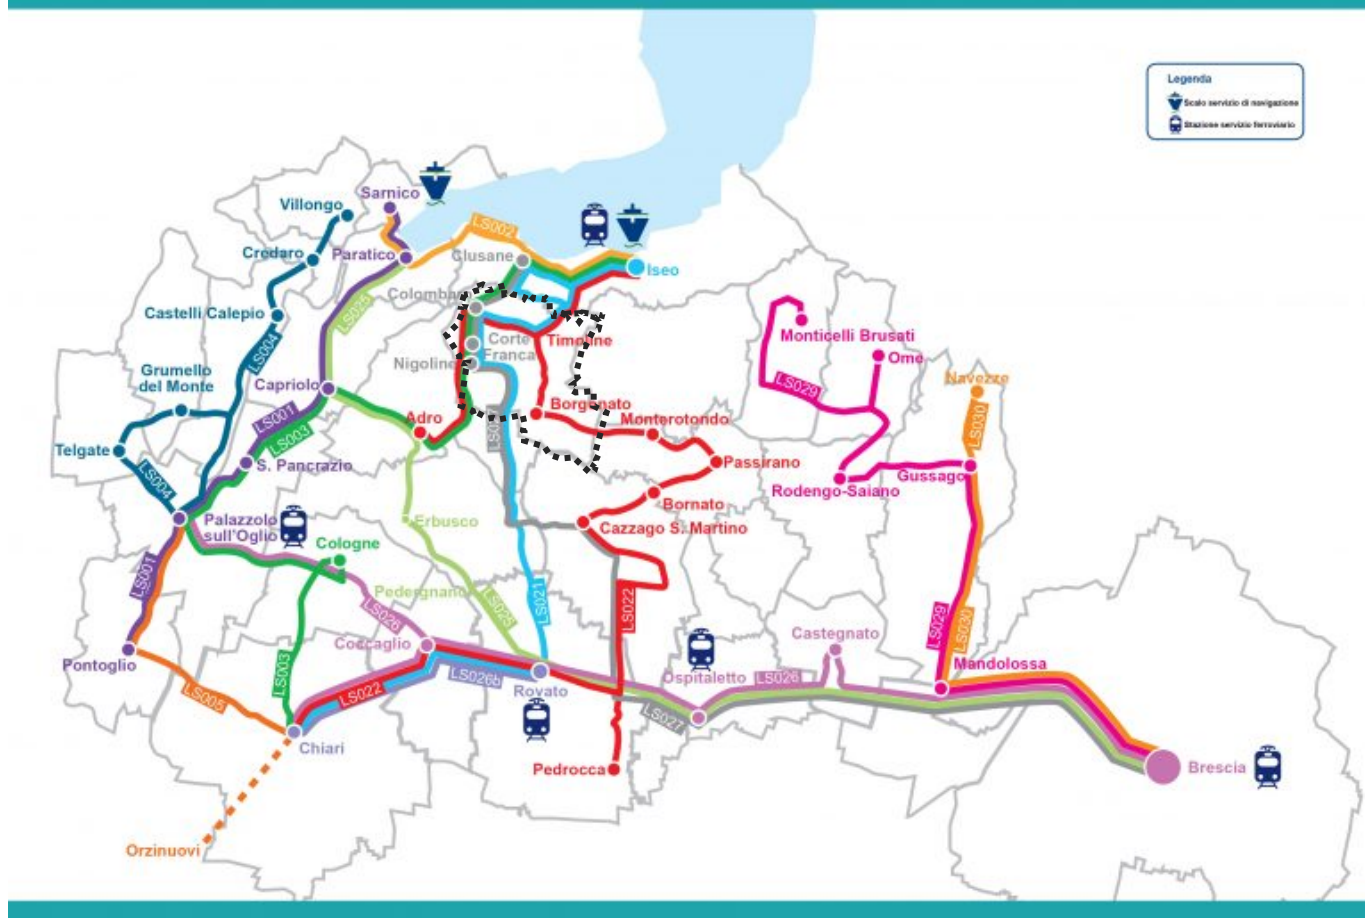 Legenda
Scalo servizio di navigazione
Stazione servizio ferroviario
Sarnico
Villongo
LS002
Credaro
Paratico
Clusane
Iseo
Colomb
Castelli Calepio
LS025
Monticelli Brusati
LS004
Corte
Franca
Timoline
Ome
Grumello
del Monte
Nigoline
Navezze
Capriolo
LS029
Borgonato
LS001
Adro
Monterotondo
LS030
LS003
Telgate
S. Pancrazio
Passirano
LS004
Rodengo-Saiano
Gussago
Bornato
Palazzolo
sull'Oglio
Erbusco
Cazzago S. Martino
Cologne
LS001
Pedergnano
LS025
LS021
LS022
LS026
LS029
LS030
Castegnato
Coccaglio
Pontoglio
LS003
Mandolossa
LS022
LS026b
Rovato
Ospitaletto
LS026
LS005
LS027
Chiari
Pedrocca
Brescia
Orzinuovi